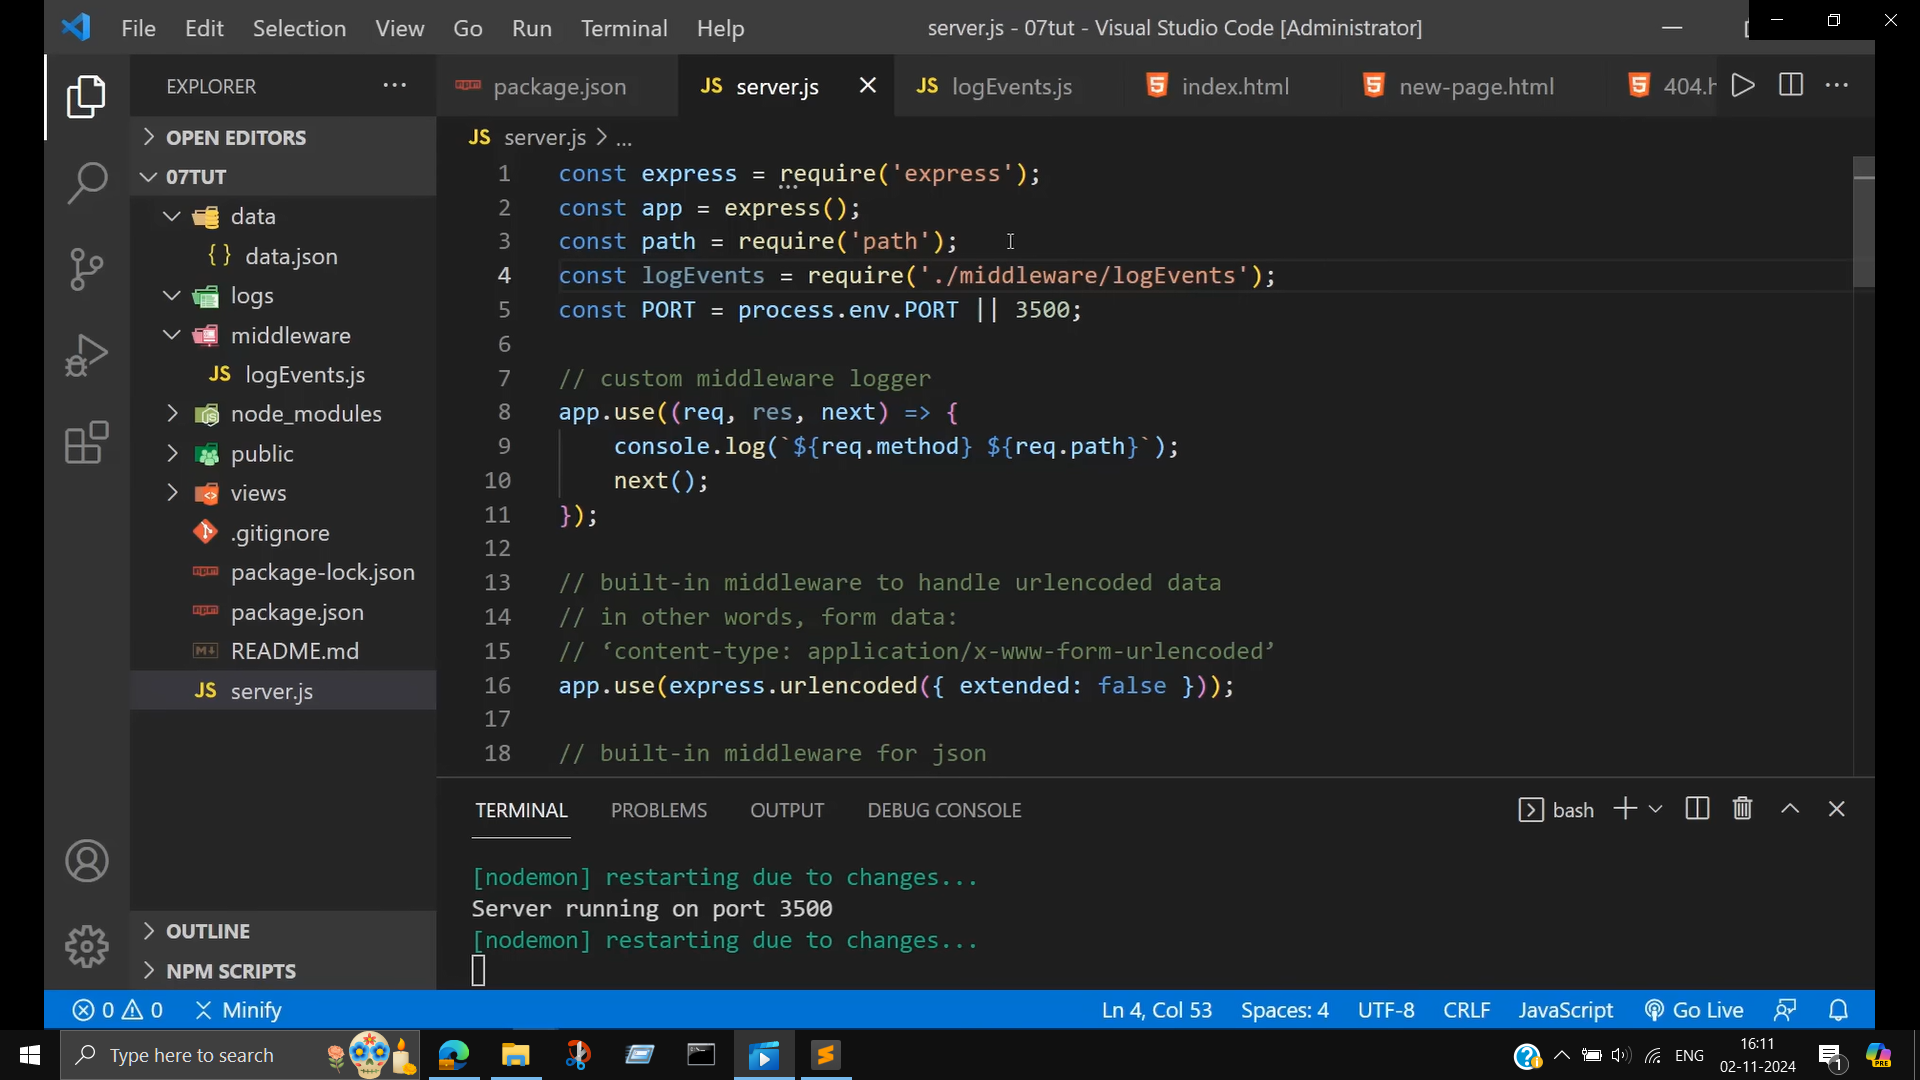 File Edit Selection View Go Run Terminal Help
server.js - 07tut - Visual Studio Code [Administrator]
EXPLORER
OPEN EDITORS
07TUT
data
data.json
logs
middleware
logEvents.js
node_modules
public
views
.gitignore
package-lock.json
package.json
README.md
server.js
OUTLINE
NPM SCRIPTS
package.json
server.js
logEvents.js
index.html
new-page.html
404.h
JS server.js > ...
1 const express = require('express');
2 const app = express();
3 const path = require('path');
4 const logEvents = require('./middleware/logEvents');
5 const PORT = process.env.PORT || 3500;
6
7 // custom middleware logger
8 app.use((req, res, next) => {
9 console.log(`${req.method} ${req.path}`);
10 next();
11 });
12
13 // built-in middleware to handle urlencoded data
14 // in other words, form data:
15 // ‘content-type: application/x-www-form-urlencoded’
16 app.use(express.urlencoded({ extended: false }));
17
18 // built-in middleware for json
TERMINAL PROBLEMS OUTPUT DEBUG CONSOLE
bash
[nodemon] restarting due to changes...
Server running on port 3500
[nodemon] restarting due to changes...
0 0 Minify
Ln 4, Col 53 Spaces: 4 UTF-8 CRLF JavaScript Go Live
Type here to search
ENG
16:11
02-11-2024
1
PRE